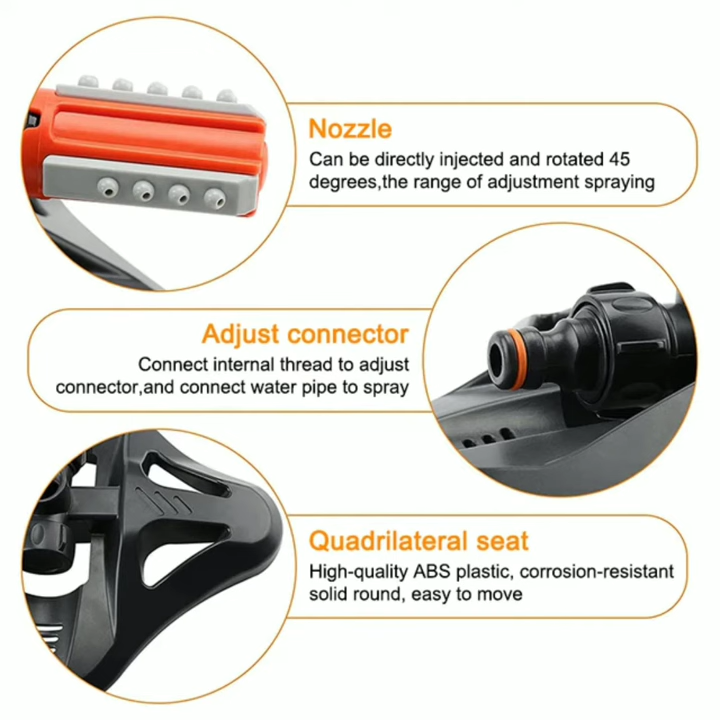 Nozzle
Can be directly injected and rotated 45
degrees,the range of adjustment spraying
Adjust connector
Connect internal thread to adjust
connector,and connect water pipe to spray
Quadrilateral seat
High-quality ABS plastic, corrosion-resistant
solid round, easy to move